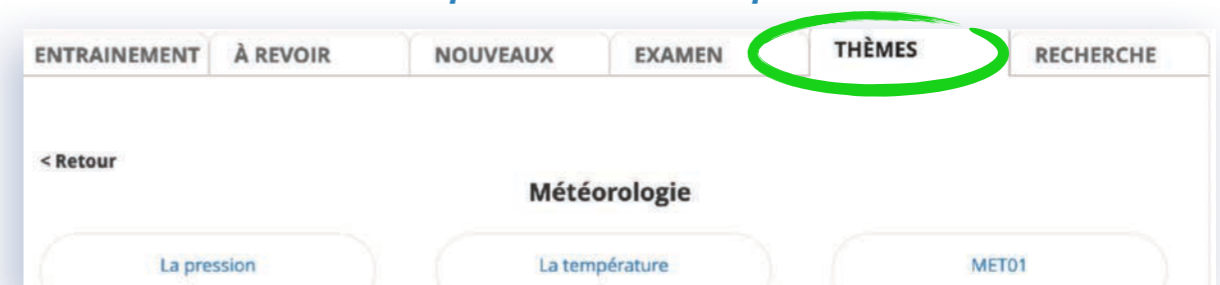 ENTRAINEMENT À REVOIR NOUVEAUX EXAMEN THÈMES RECHERCHE
< Retour
Météorologie
La pression La température MET01